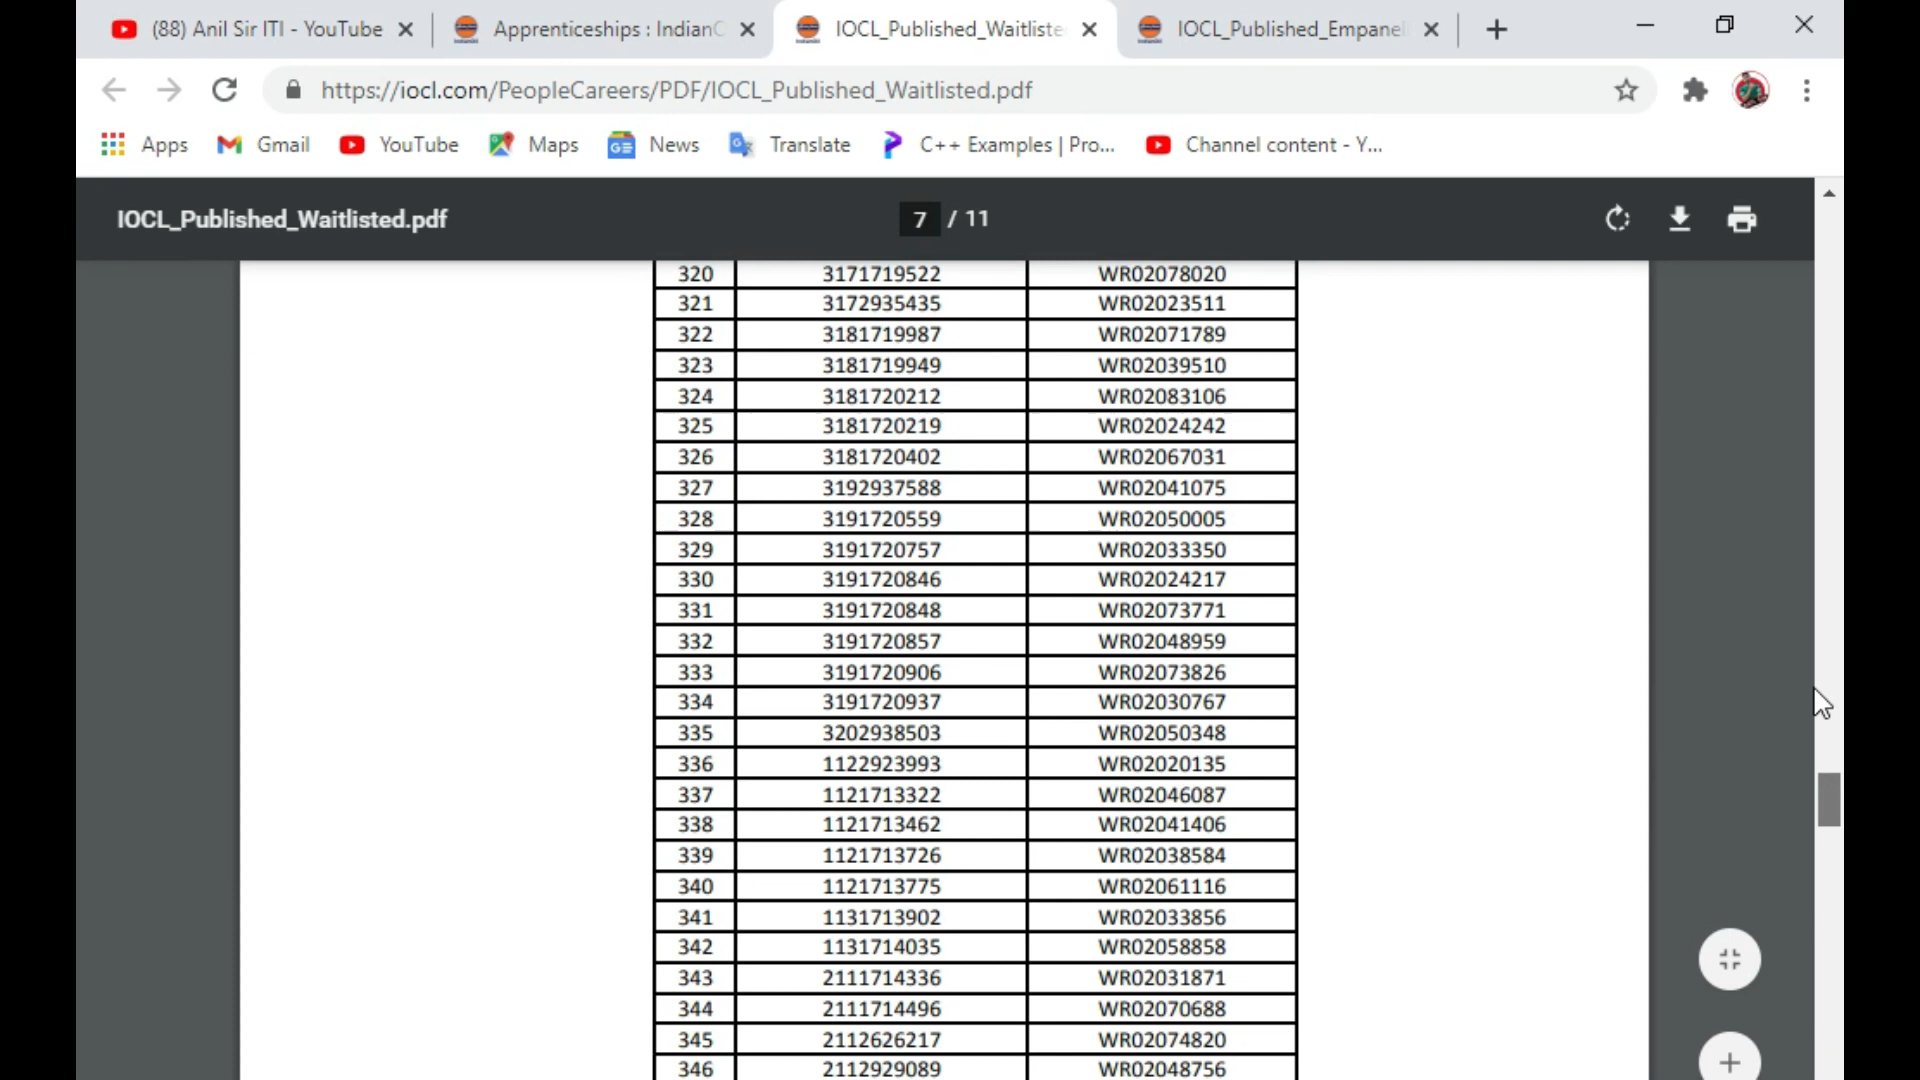 (88) Anil Sir ITI - YouTube
Apprenticeships : IndianO
IOCL_Published_Waitliste
IOCL_Published_Empanel
https://iocl.com/PeopleCareers/PDF/IOCL_Published_Waitlisted.pdf
Apps Gmail YouTube Maps News Translate C++ Examples | Pro... Channel content - Y...
IOCL_Published_Waitlisted.pdf 7 / 11
320 3171719522 WR02078020
321 3172935435 WR02023511
322 3181719987 WR02071789
323 3181719949 WR02039510
324 3181720212 WR02083106
325 3181720219 WR02024242
326 3181720402 WR02067031
327 3192937588 WR02041075
328 3191720559 WR02050005
329 3191720757 WR02033350
330 3191720846 WR02024217
331 3191720848 WR02073771
332 3191720857 WR02048959
333 3191720906 WR02073826
334 3191720937 WR02030767
335 3202938503 WR02050348
336 1122923993 WR02020135
337 1121713322 WR02046087
338 1121713462 WR02041406
339 1121713726 WR02038584
340 1121713775 WR02061116
341 1131713902 WR02033856
342 1131714035 WR02058858
343 2111714336 WR02031871
344 2111714496 WR02070688
345 2112626217 WR02074820
346 2112929089 WR02048756